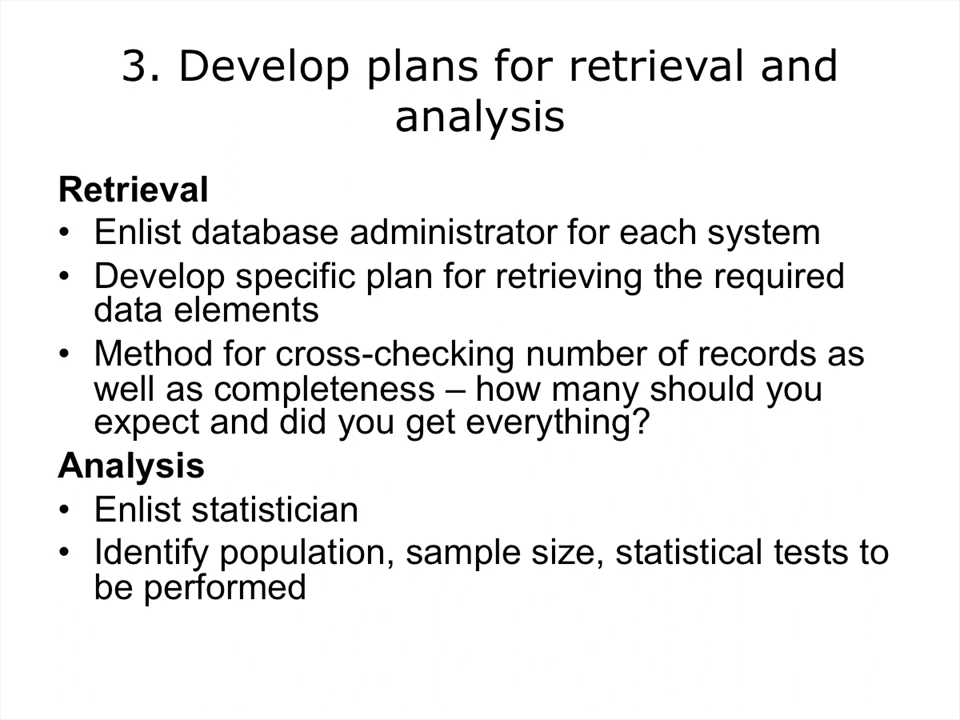 3. Develop plans for retrieval and
analysis
Retrieval
• Enlist database administrator for each system
• Develop specific plan for retrieving the required
data elements
• Method for cross-checking number of records as
well as completeness – how many should you
expect and did you get everything?
Analysis
• Enlist statistician
• Identify population, sample size, statistical tests to
be performed